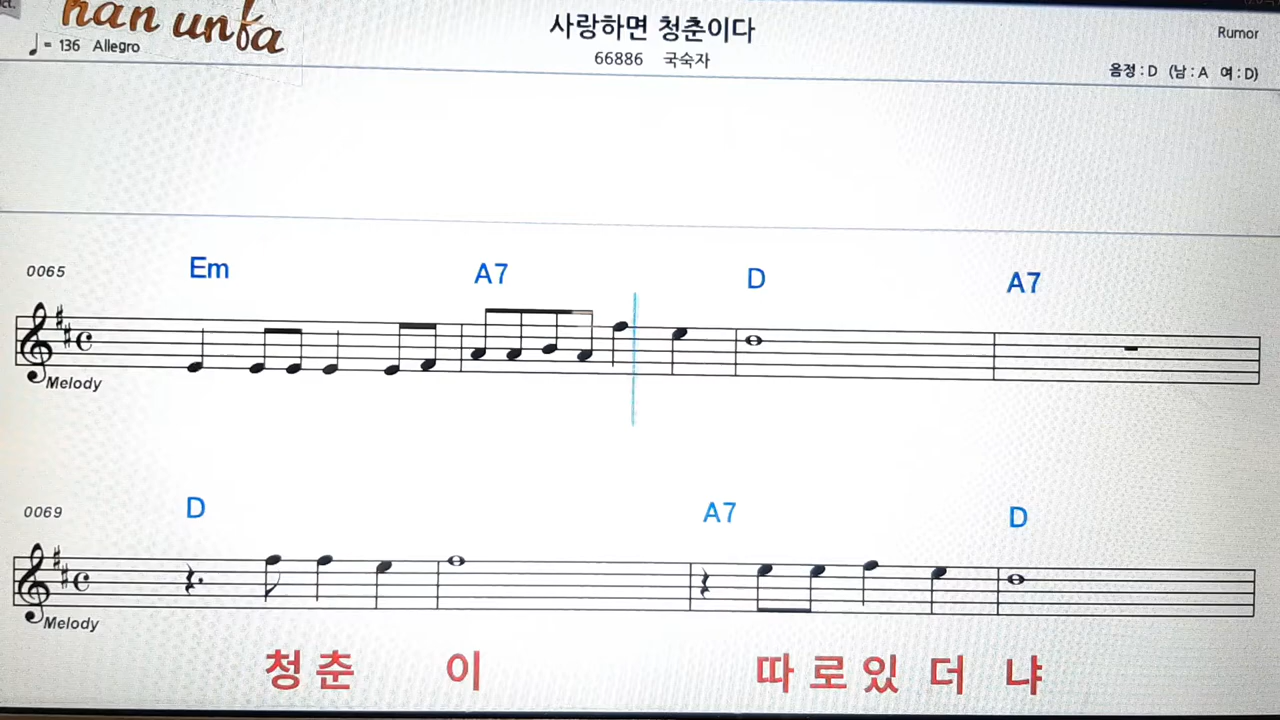 han unfa
사랑하면 청춘이다
Rumor
♩= 136 Allegro
66886 국숙자
음정 : D (남 : A 여 : D)
0065
Em A7 D A7
Melody
0069
D A7 D
Melody
청 춘 이 따 로 있 더 냐